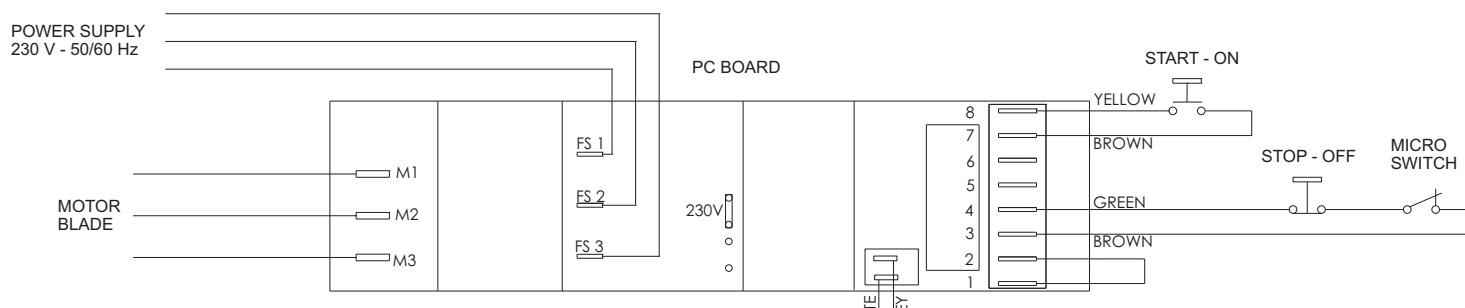 POWER SUPPLY
230 V - 50/60 Hz
PC BOARD
START - ON
YELLOW
8
FS 1
7
BROWN
M1
6
STOP - OFF
MICRO
SWITCH
5
FS 2
MOTOR
BLADE
M2
230V
4
GREEN
3
FS 3
BROWN
M3
2
1